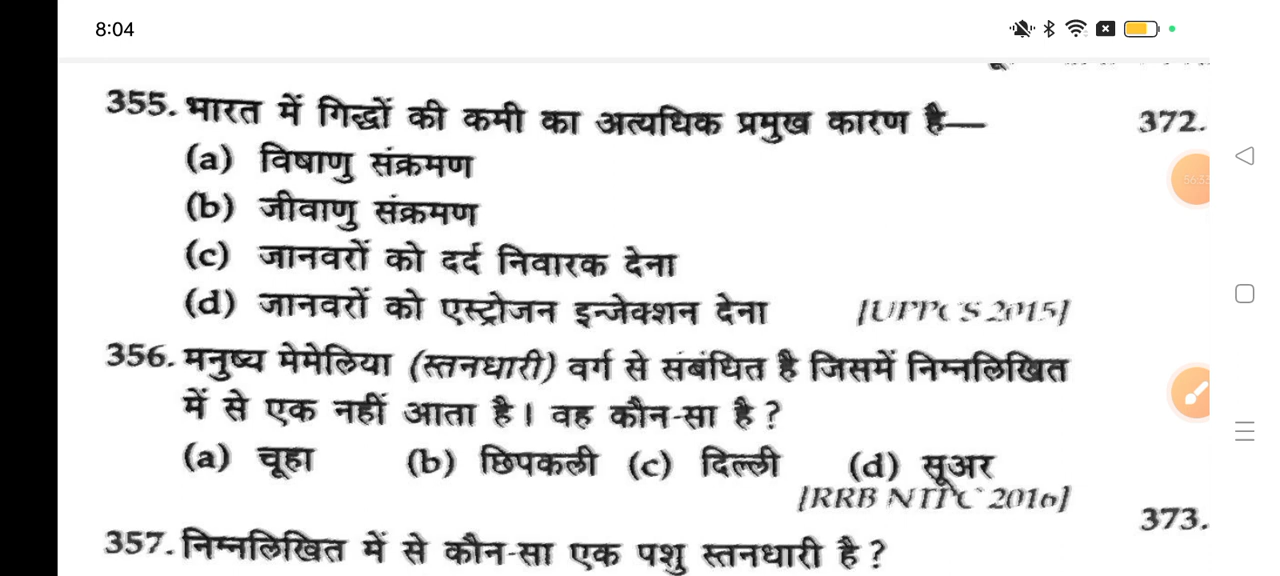 8:04
355. भारत में गिद्धों की कमी का अत्यधिक प्रमुख कारण है—
372.
(a) विषाणु संक्रमण
(b) जीवाणु संक्रमण
(c) जानवरों को दर्द निवारक देना
(d) जानवरों को एस्ट्रोजन इन्जेक्शन देना [UPPCS 2015]
356. मनुष्य मेमेलिया (स्तनधारी) वर्ग से संबंधित है जिसमें निम्नलिखित
में से एक नहीं आता है। वह कौन-सा है ?
(a) चूहा (b) छिपकली (c) दिल्ली (d) सूअर
[RRB NTPC 2016]
373.
357. निम्नलिखित में से कौन-सा एक पशु स्तनधारी है ?